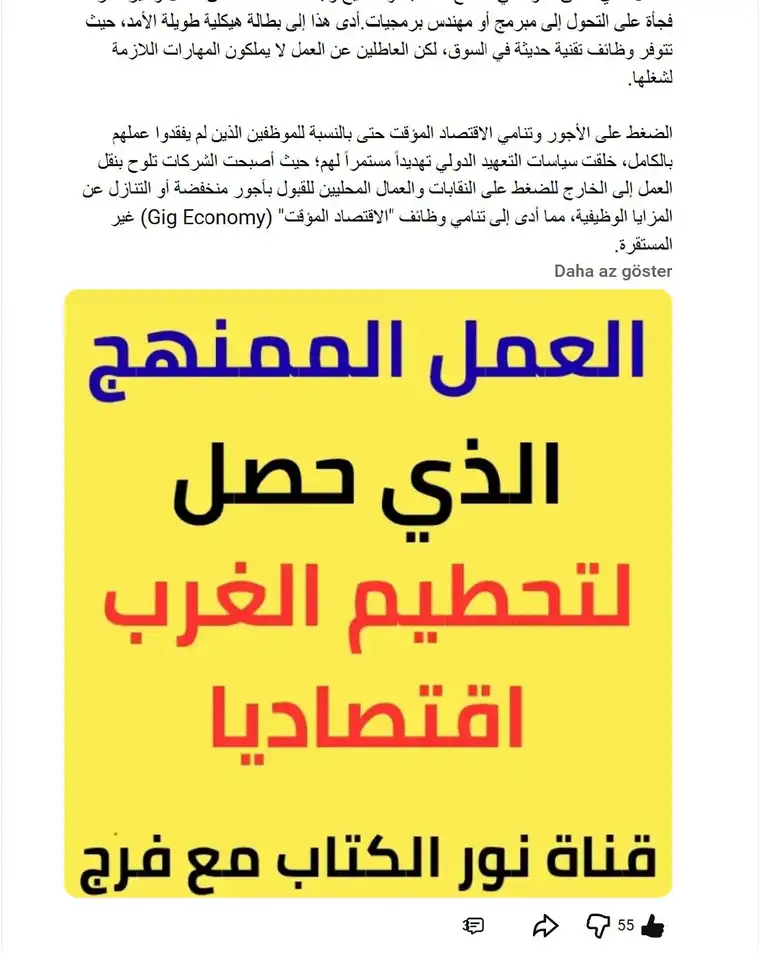 فجأة على التحول إلى مبرمج أو مهندس برمجيات.أدى هذا إلى بطالة هيكلية طويلة الأمد، حيث
تتوفر وظائف تقنية حديثة في السوق، لكن العاطلين عن العمل لا يملكون المهارات اللازمة
لشغلها.
الضغط على الأجور وتنامي الاقتصاد المؤقت حتى بالنسبة للموظفين الذين لم يفقدوا عملهم
بالكامل، خلقت سياسات التعهيد الدولي تهديداً مستمراً لهم؛ حيث أصبحت الشركات تلوح بنقل
العمل إلى الخارج للضغط على النقابات والعمال المحليين للقبول بأجور منخفضة أو التنازل عن
المزايا الوظيفية، مما أدى إلى تنامي وظائف "الاقتصاد المؤقت" (Gig Economy) غير
المستقرة.
Daha az göster
العمل الممنهج
الذي حصل
لتحطيم الغرب
اقتصاديا
قناة نور الكتاب مع فرج
55
3